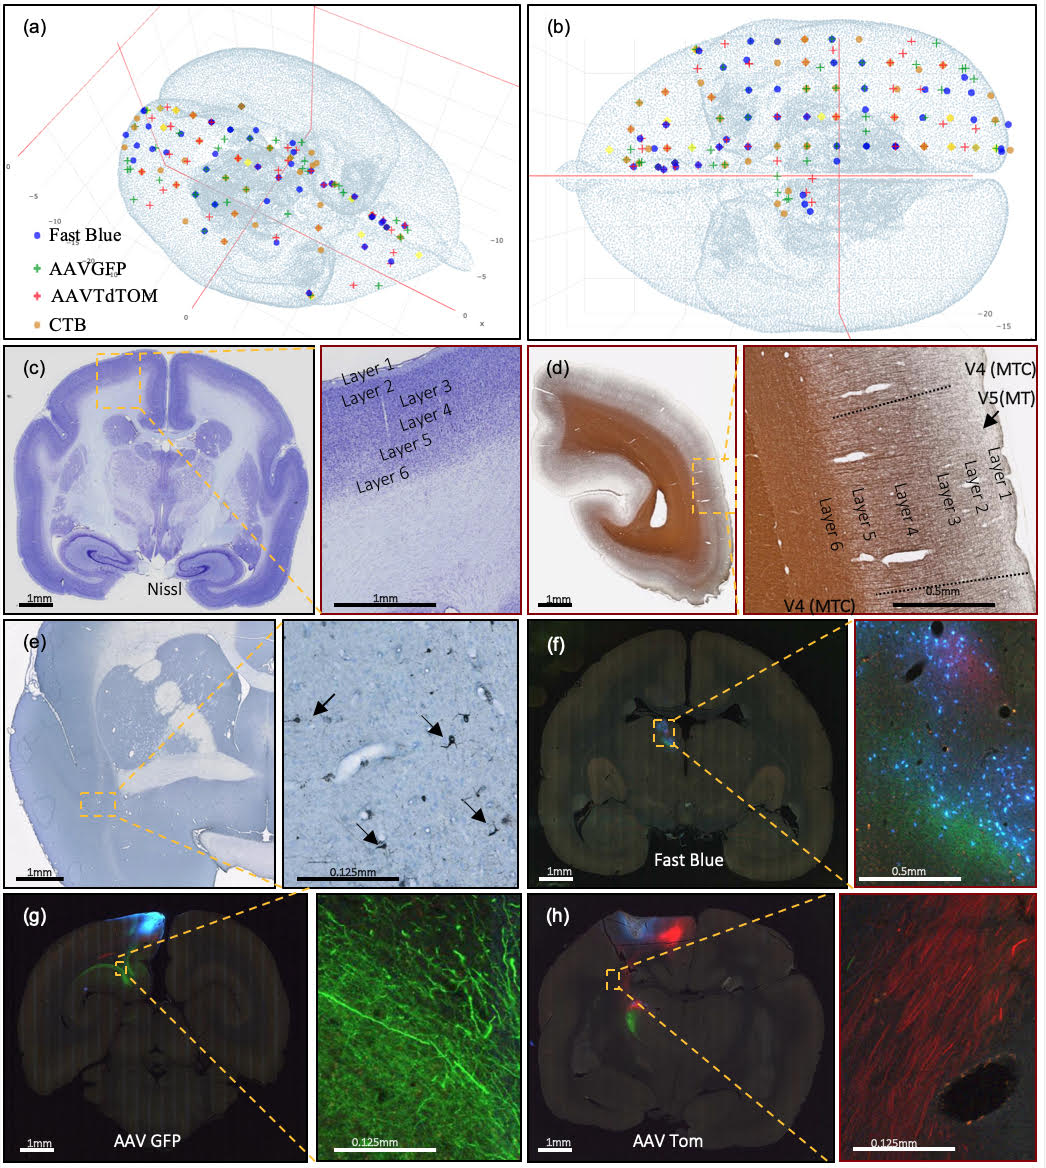 (a)
0
-5
-10
-15
-20
0
0
x
-5
-10
Fast Blue
AAVGFP
AAVTdTOM
CTB
(b)
-20
-15
(c)
Layer 1
Layer 2
Layer 3
Layer 4
Layer 5
Layer 6
Nissl
1mm
1mm
(d)
V4 (MTC)
V5(MT)
Layer 1
Layer 2
Layer 3
Layer 4
Layer 5
Layer 6
V4 (MTC)
1mm
0.5mm
(e)
1mm
0.125mm
(f)
Fast Blue
1mm
0.5mm
(g)
AAV GFP
1mm
0.125mm
(h)
AAV Tom
1mm
0.125mm